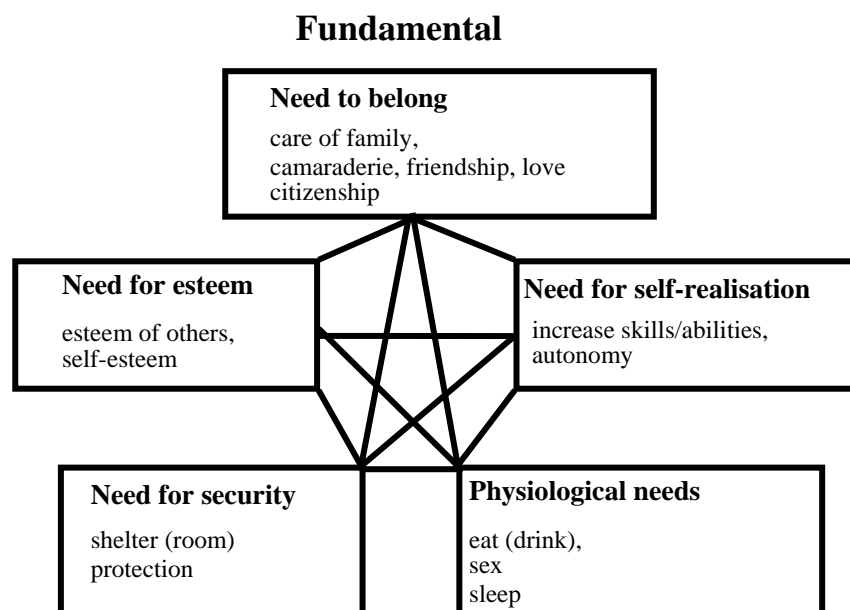 Fundamental
Need to belong
care of family,
camaraderie, friendship, love
citizenship
Need for esteem
esteem of others,
self-esteem
Need for self-realisation
increase skills/abilities,
autonomy
Need for security
shelter (room)
protection
Physiological needs
eat (drink),
sex
sleep